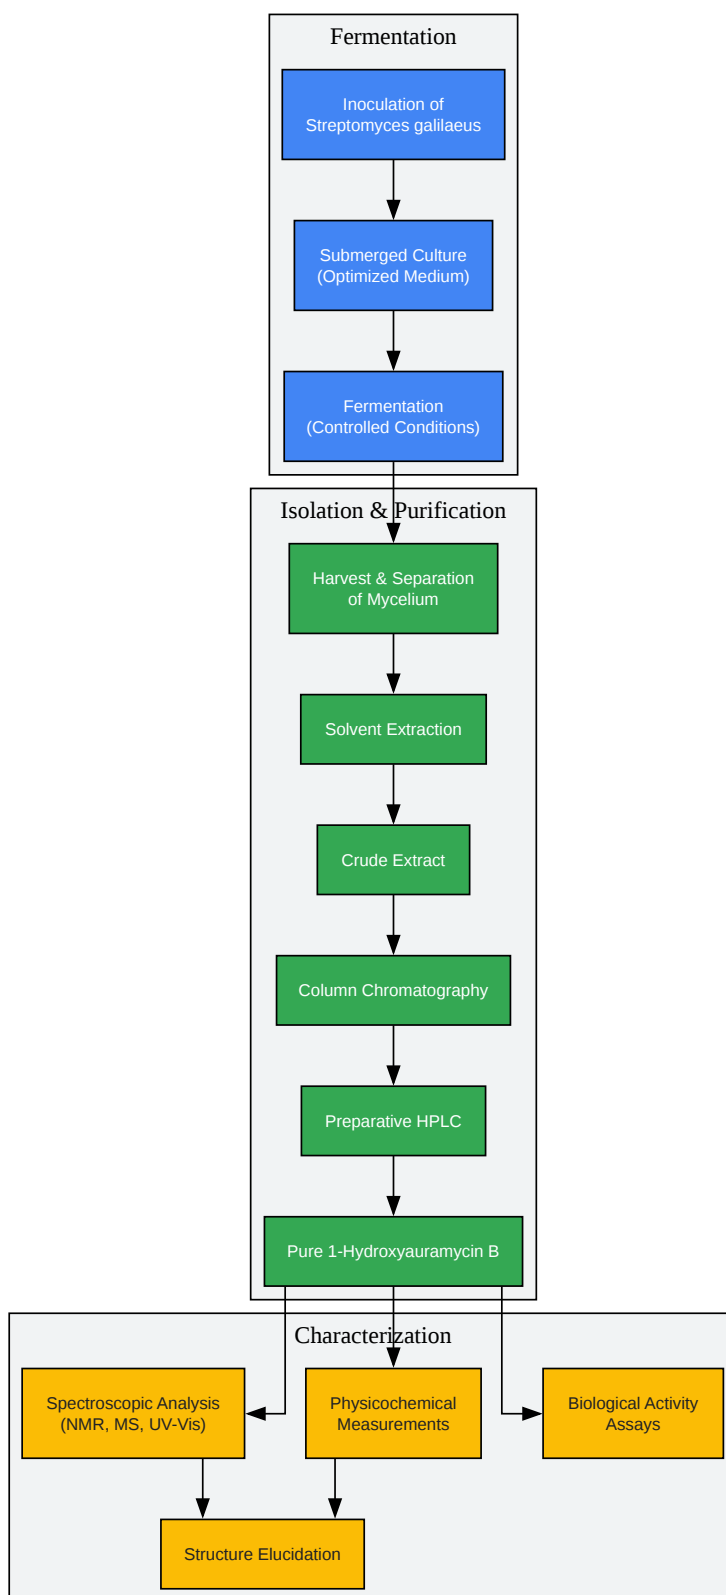 Fermentation
Inoculation of
Streptomyces galilaeus
Submerged Culture
(Optimized Medium)
Fermentation
(Controlled Conditions)
Isolation & Purification
Harvest & Separation
of Mycelium
Solvent Extraction
Crude Extract
Column Chromatography
Preparative HPLC
Pure 1-Hydroxyauramycin B
Characterization
Spectroscopic Analysis
(NMR, MS, UV-Vis)
Physicochemical
Measurements
Biological Activity
Assays
Structure Elucidation